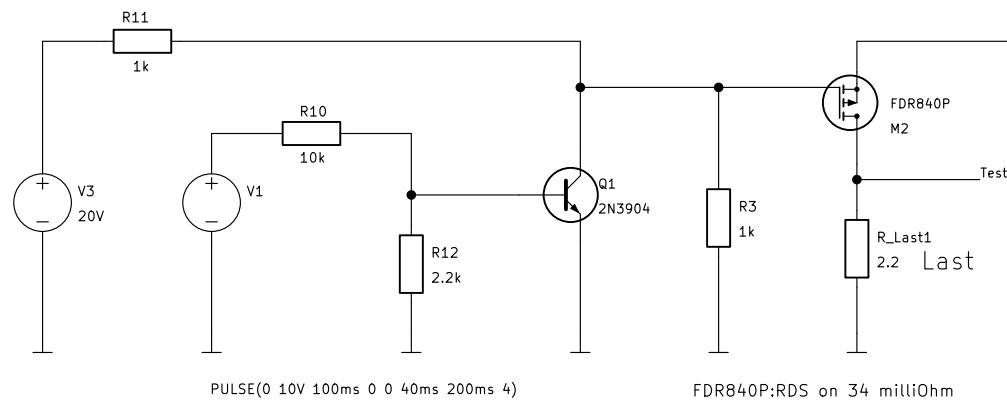 R11
1k
R10
10k
FDR840P
M2
V3
20V
V1
Q1
2N3904
Test
R3
1k
R_Last1
2.2
Last
R12
2.2k
PULSE(0 10V 100ms 0 0 40ms 200ms 4)
FDR840P:RDS on 34 milliOhm